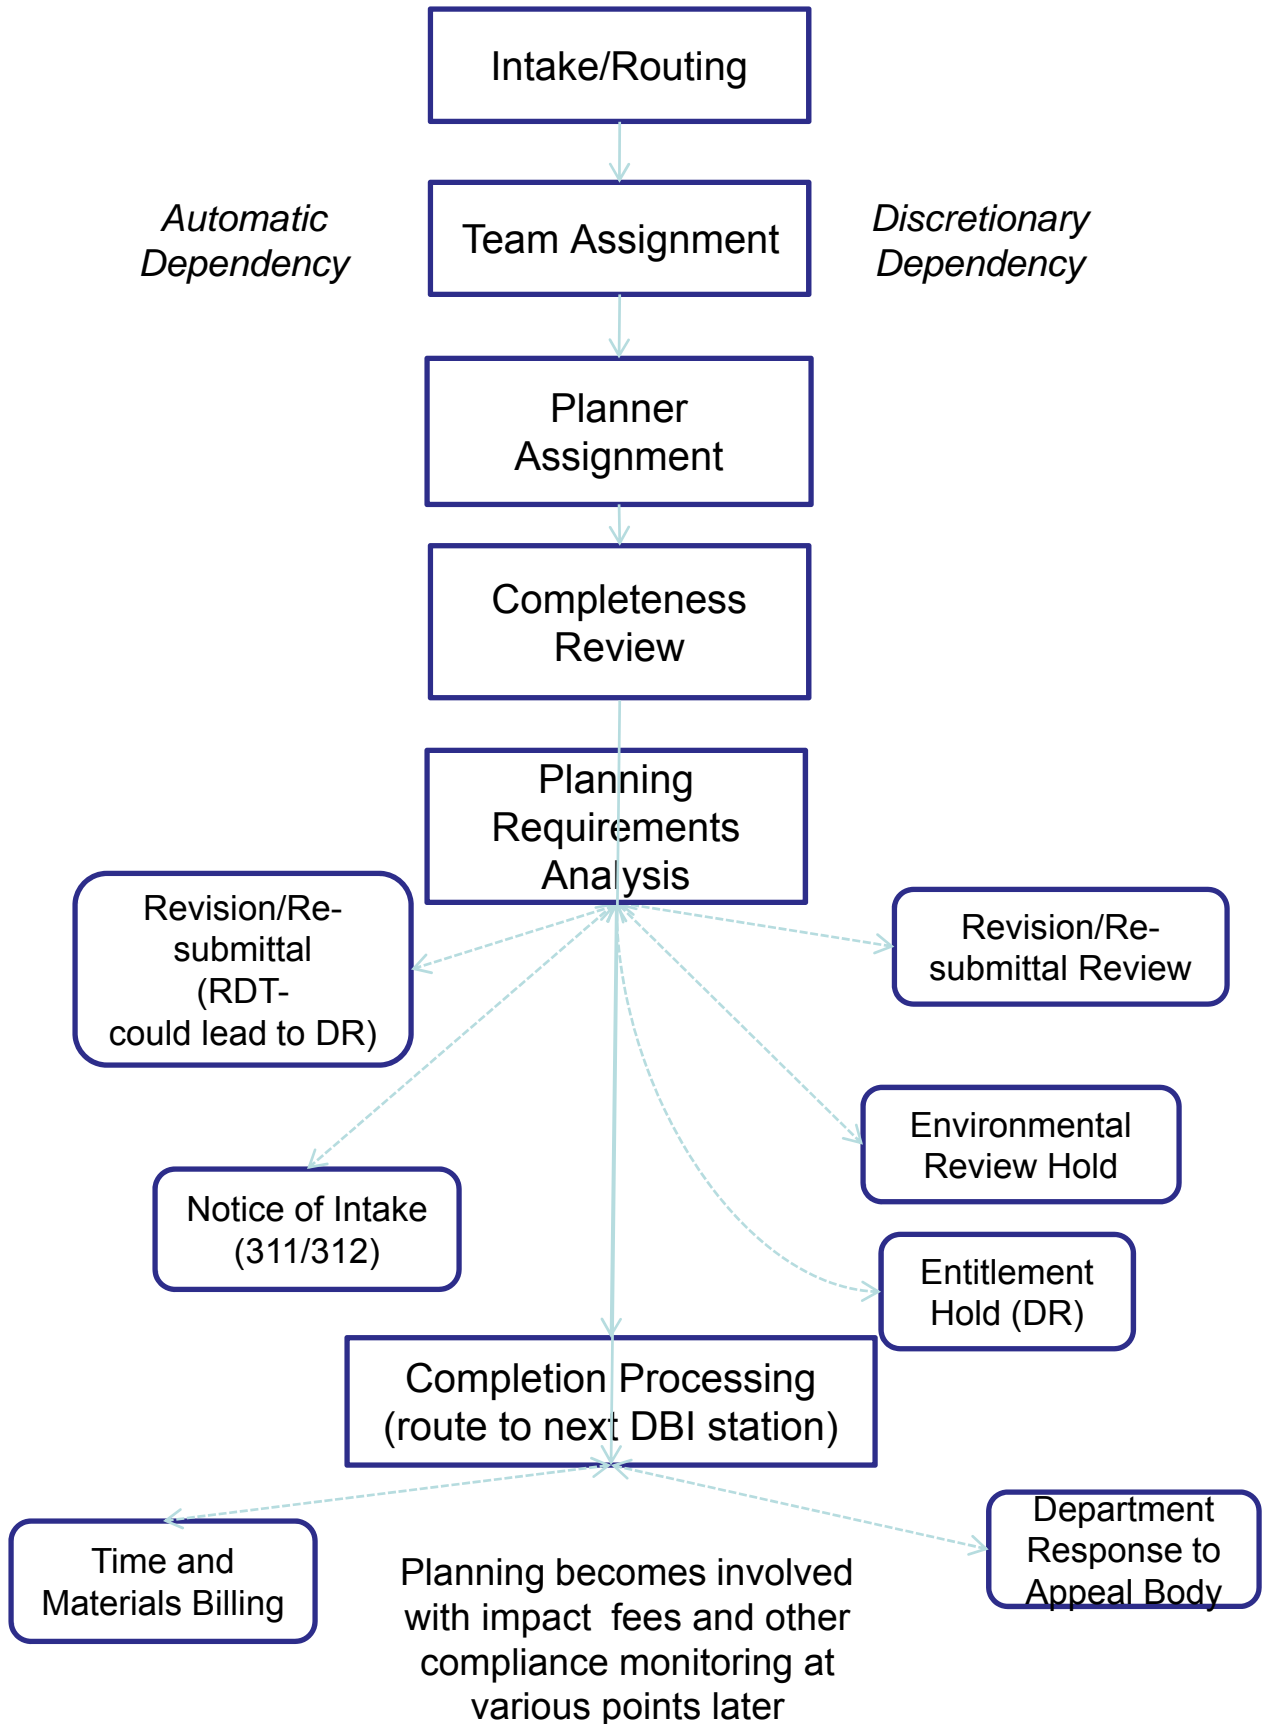 Intake/Routing
Automatic
Dependency
Team Assignment
Discretionary
Dependency
Planner
Assignment
Completeness
Review
Planning
Requirements
Analysis
Revision/Re-
submittal
(RDT-
could lead to DR)
Revision/Re-
submittal Review
Environmental
Review Hold
Notice of Intake
(311/312)
Entitlement
Hold (DR)
Completion Processing
(route to next DBI station)
Time and
Materials Billing
Planning becomes involved
with impact  fees and other
compliance monitoring at
various points later
Department
Response to
Appeal Body